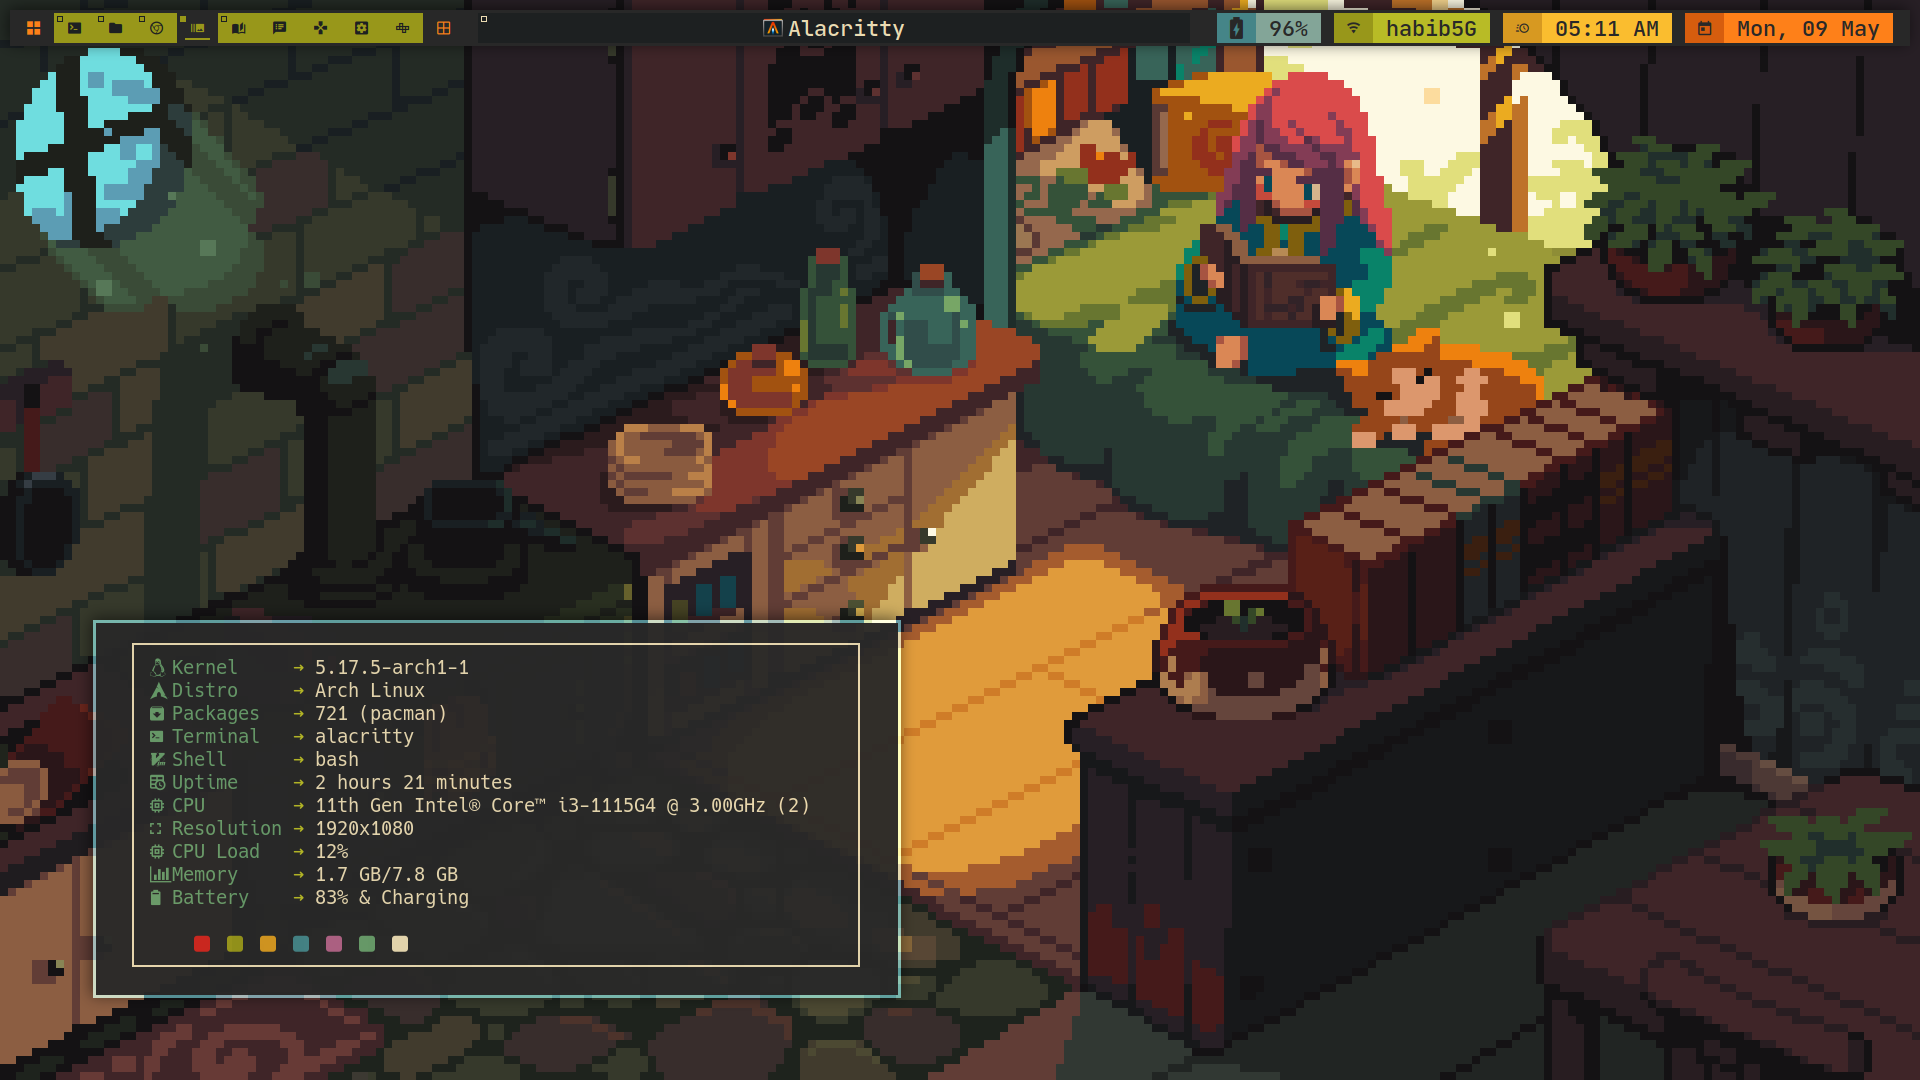 Alacritty
96%
habib5G
05:11 AM
Mon, 09 May
Kernel → 5.17.5-arch1-1
Distro → Arch Linux
Packages → 721 (pacman)
Terminal → alacritty
Shell → bash
Uptime → 2 hours 21 minutes
CPU → 11th Gen Intel® Core™ i3-1115G4 @ 3.00GHz (2)
Resolution → 1920x1080
CPU Load → 12%
Memory → 1.7 GB/7.8 GB
Battery → 83% & Charging